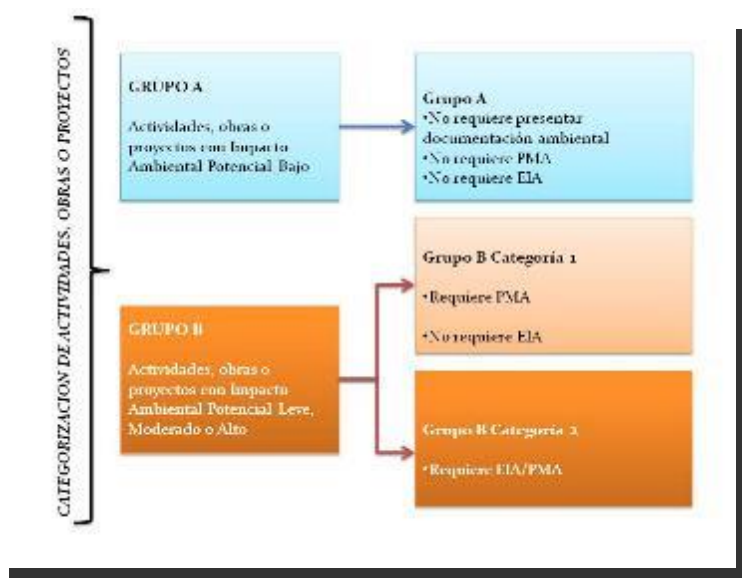 CATEGORIZACION DE ACTIVIDADES, OBRAS O PROYECTOS
GRUPO A
Actividades, obras o
proyectos con Impacto
Ambiental Potencial Bajo
Grupo A
•No requiere presentar
documentación ambiental
•No requiere PMA
•No requiere EIA
GRUPO B
Actividades, obras o
proyectos con Impacto
Ambiental Potencial Leve,
Moderado o Alto
Grupo B Categoría 1
•Requiere PMA
•No requiere EIA
Grupo B Categoría 2
•Requiere EIA/PMA